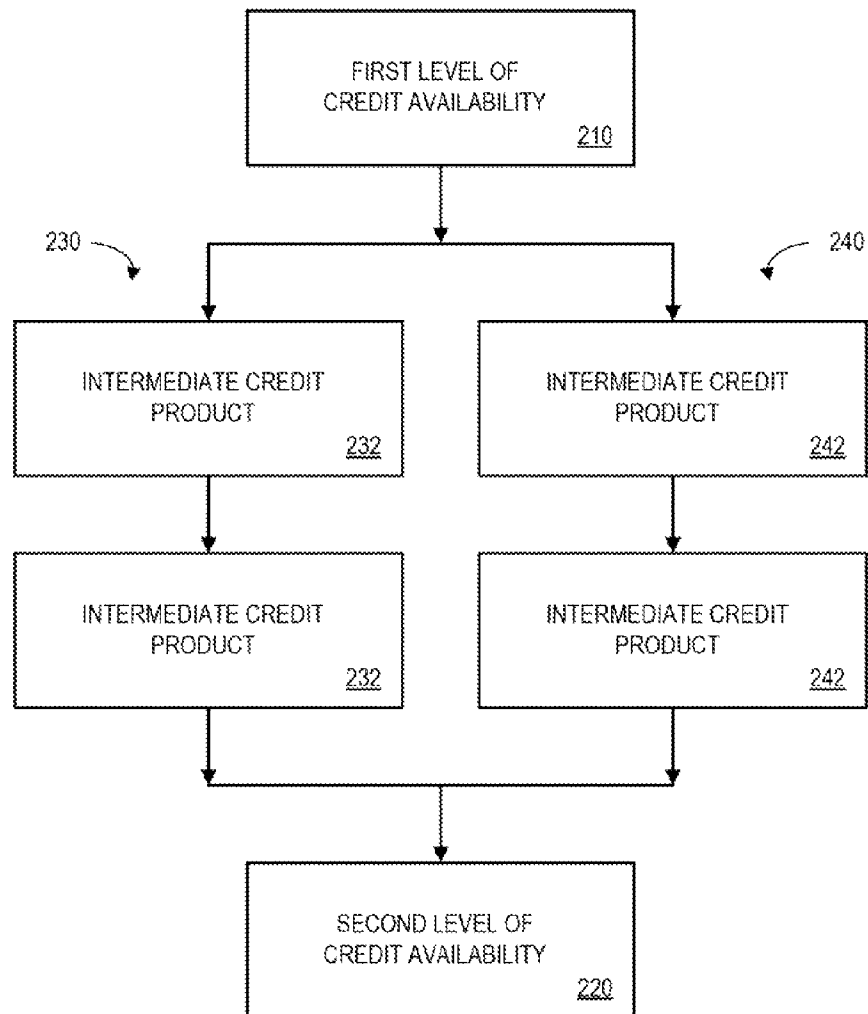 FIRST LEVEL OF
CREDIT AVAILABILITY
210
230
240
INTERMEDIATE CREDIT
PRODUCT
232
INTERMEDIATE CREDIT
PRODUCT
242
INTERMEDIATE CREDIT
PRODUCT
232
INTERMEDIATE CREDIT
PRODUCT
242
SECOND LEVEL OF
CREDIT AVAILABILITY
220